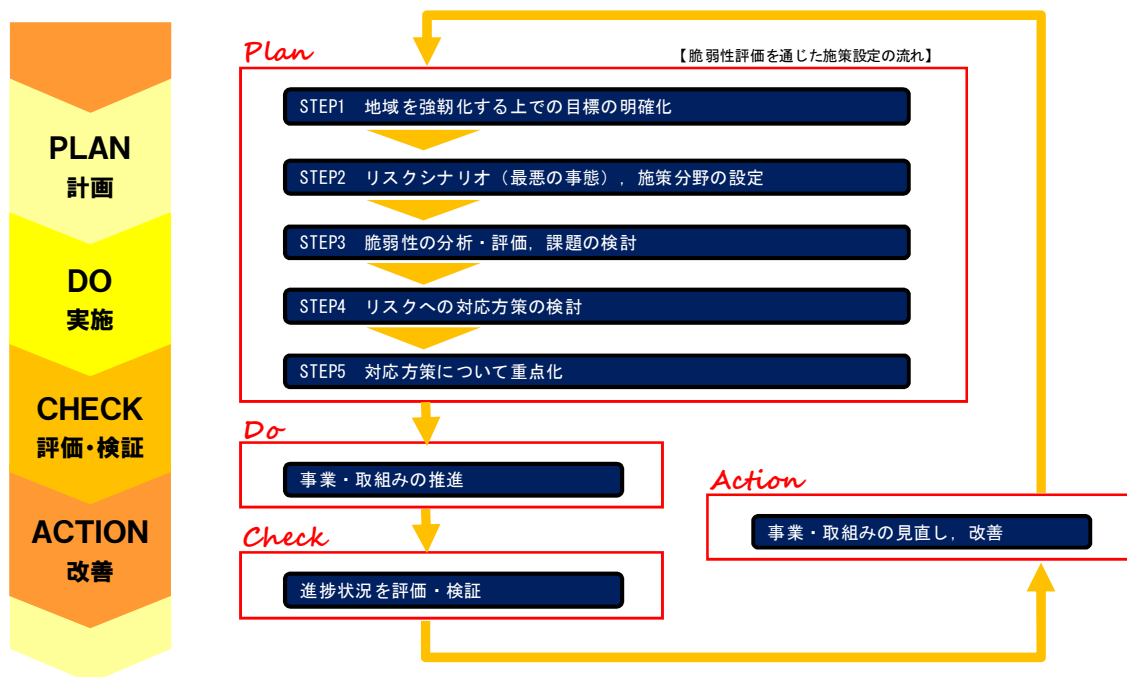 PLAN
計画
DO
実施
CHECK
評価・検証
ACTION
改善
Plan
【脆弱性評価を通じた施策設定の流れ】
STEP1 地域を強靭化する上での目標の明確化
STEP2 リスクシナリオ（最悪の事態），施策分野の設定
STEP3 脆弱性の分析・評価，課題の検討
STEP4 リスクへの対応方策の検討
STEP5 対応方策について重点化
Do
事業・取組みの推進
Check
進捗状況を評価・検証
Action
事業・取組みの見直し，改善